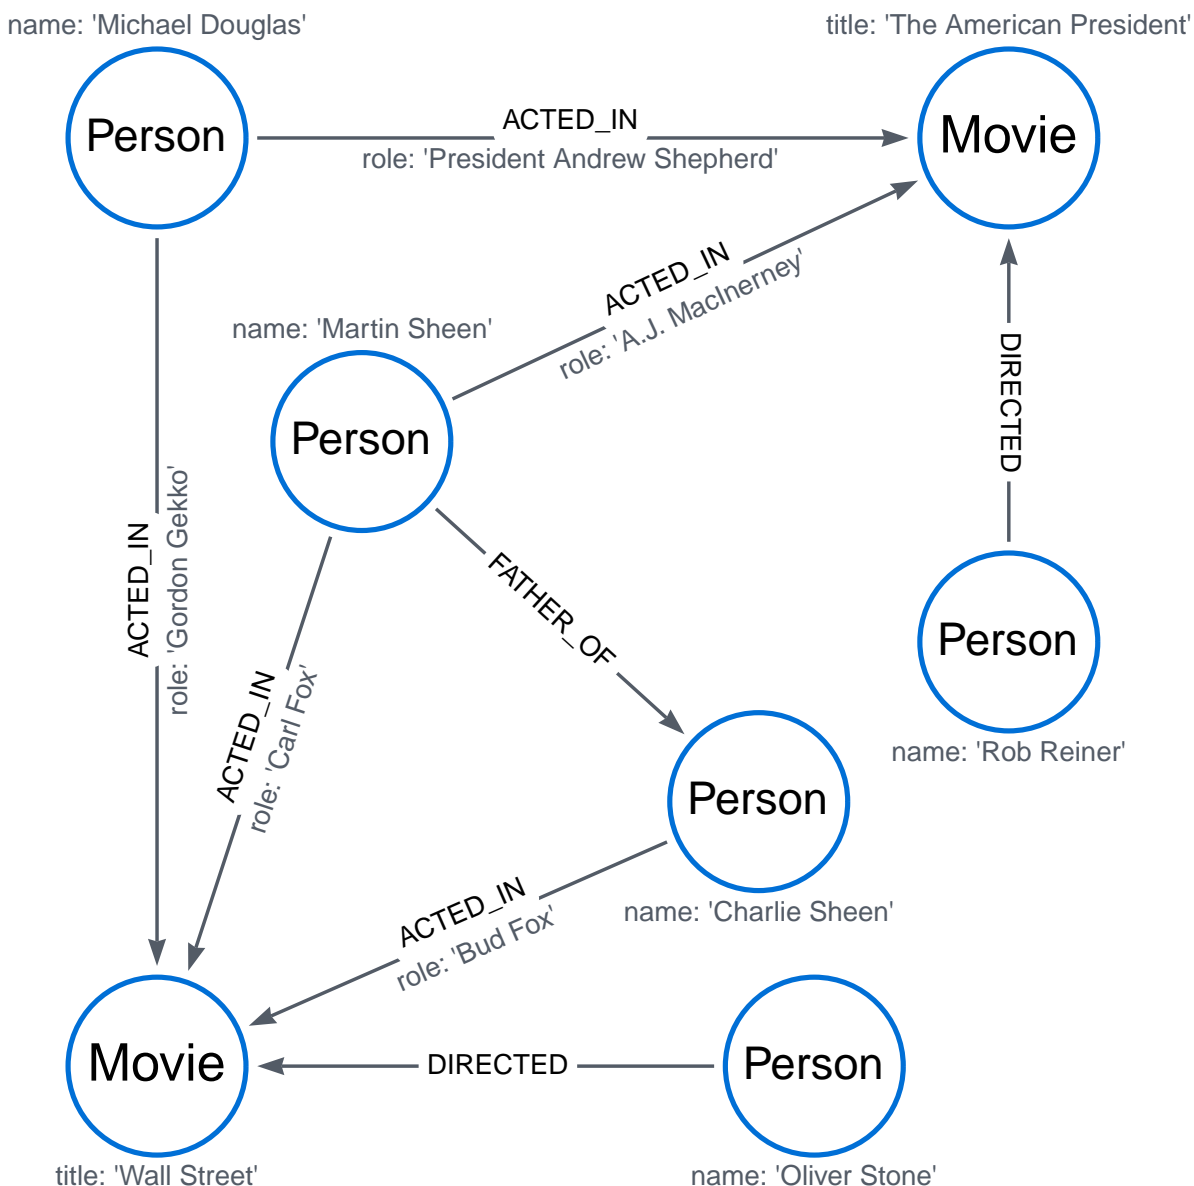 name: 'Michael Douglas'
title: 'The American President'
Person
ACTED_IN
role: 'President Andrew Shepherd'
Movie
ACTED_IN
role: 'A.J. MacInerney'
name: 'Martin Sheen'
Person
DIRECTED
ACTED_IN
role: 'Gordon Gekko'
FATHER_OF
Person
name: 'Rob Reiner'
ACTED_IN
role: 'Carl Fox'
Person
name: 'Charlie Sheen'
ACTED_IN
role: 'Bud Fox'
Movie
DIRECTED
Person
title: 'Wall Street'
name: 'Oliver Stone'